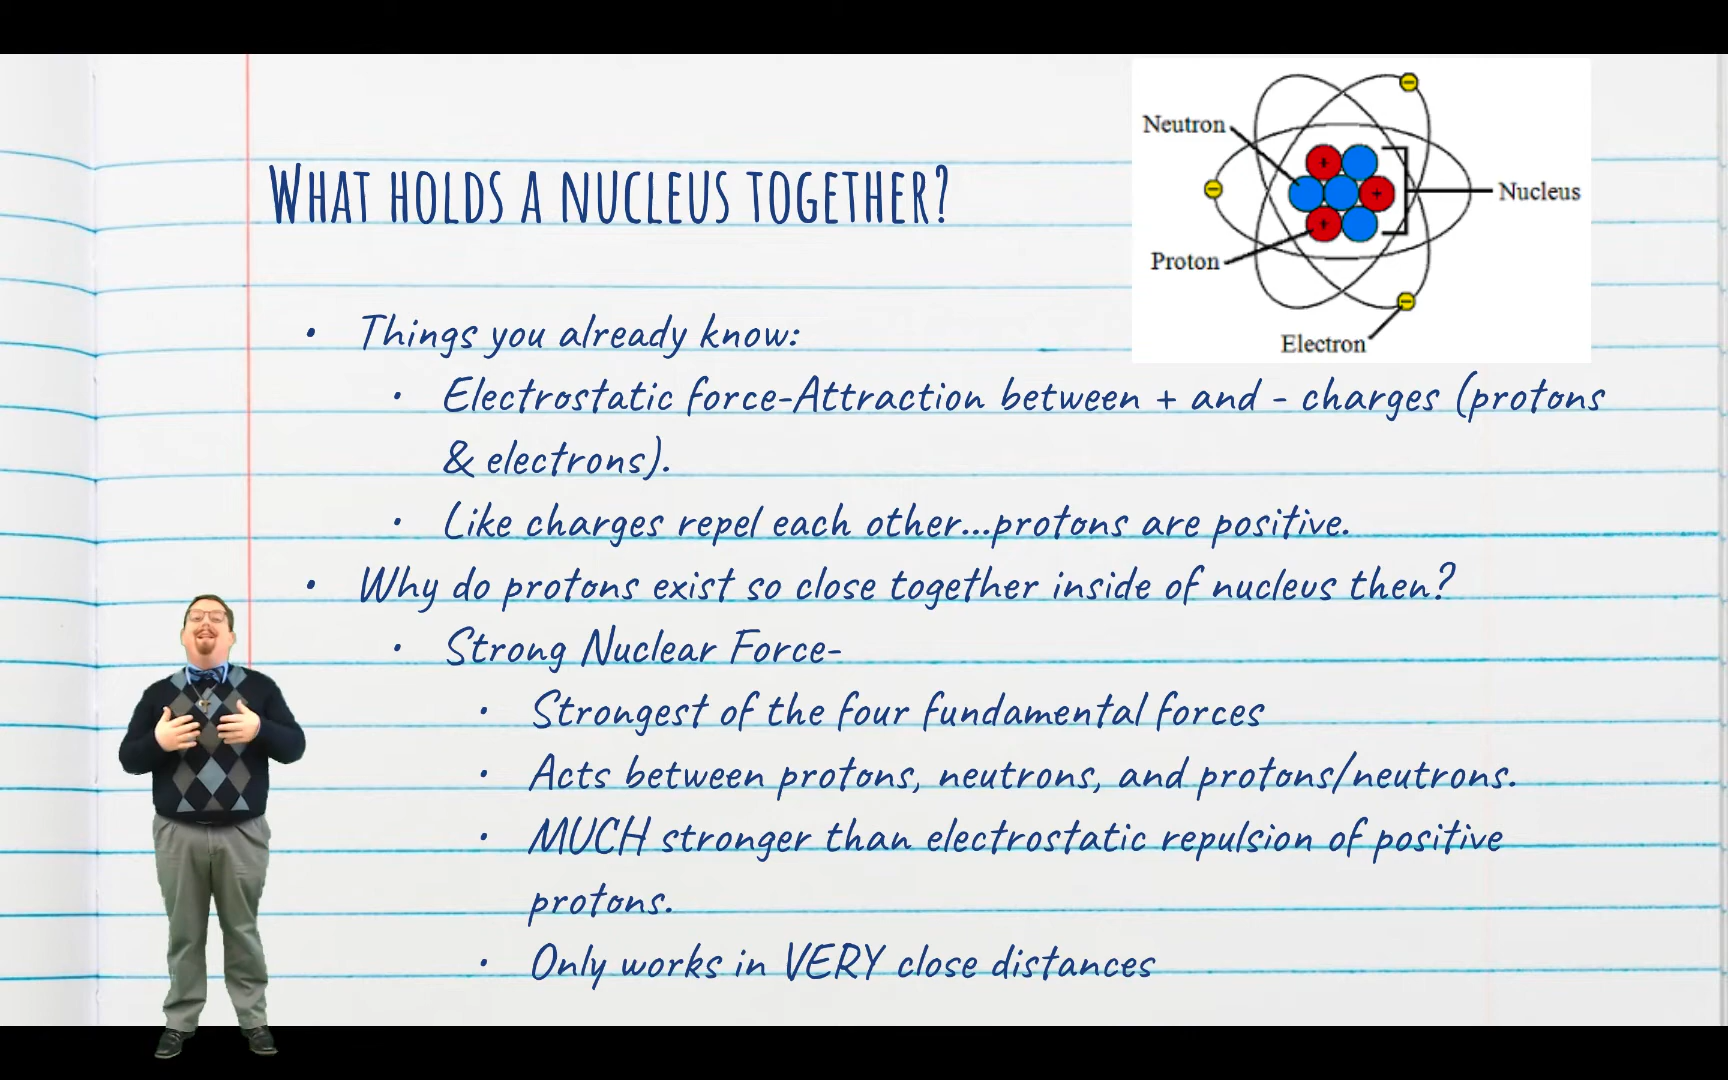 WHAT HOLDS A NUCLEUS TOGETHER?
Neutron
Nucleus
Proton
Electron
• Things you already know:
• Electrostatic force-Attraction between + and - charges (protons
& electrons).
• Like charges repel each other...protons are positive.
• Why do protons exist so close together inside of nucleus then?
• Strong Nuclear Force-
• Strongest of the four fundamental forces
• Acts between protons, neutrons, and protons/neutrons.
• MUCH stronger than electrostatic repulsion of positive
protons.
• Only works in VERY close distances